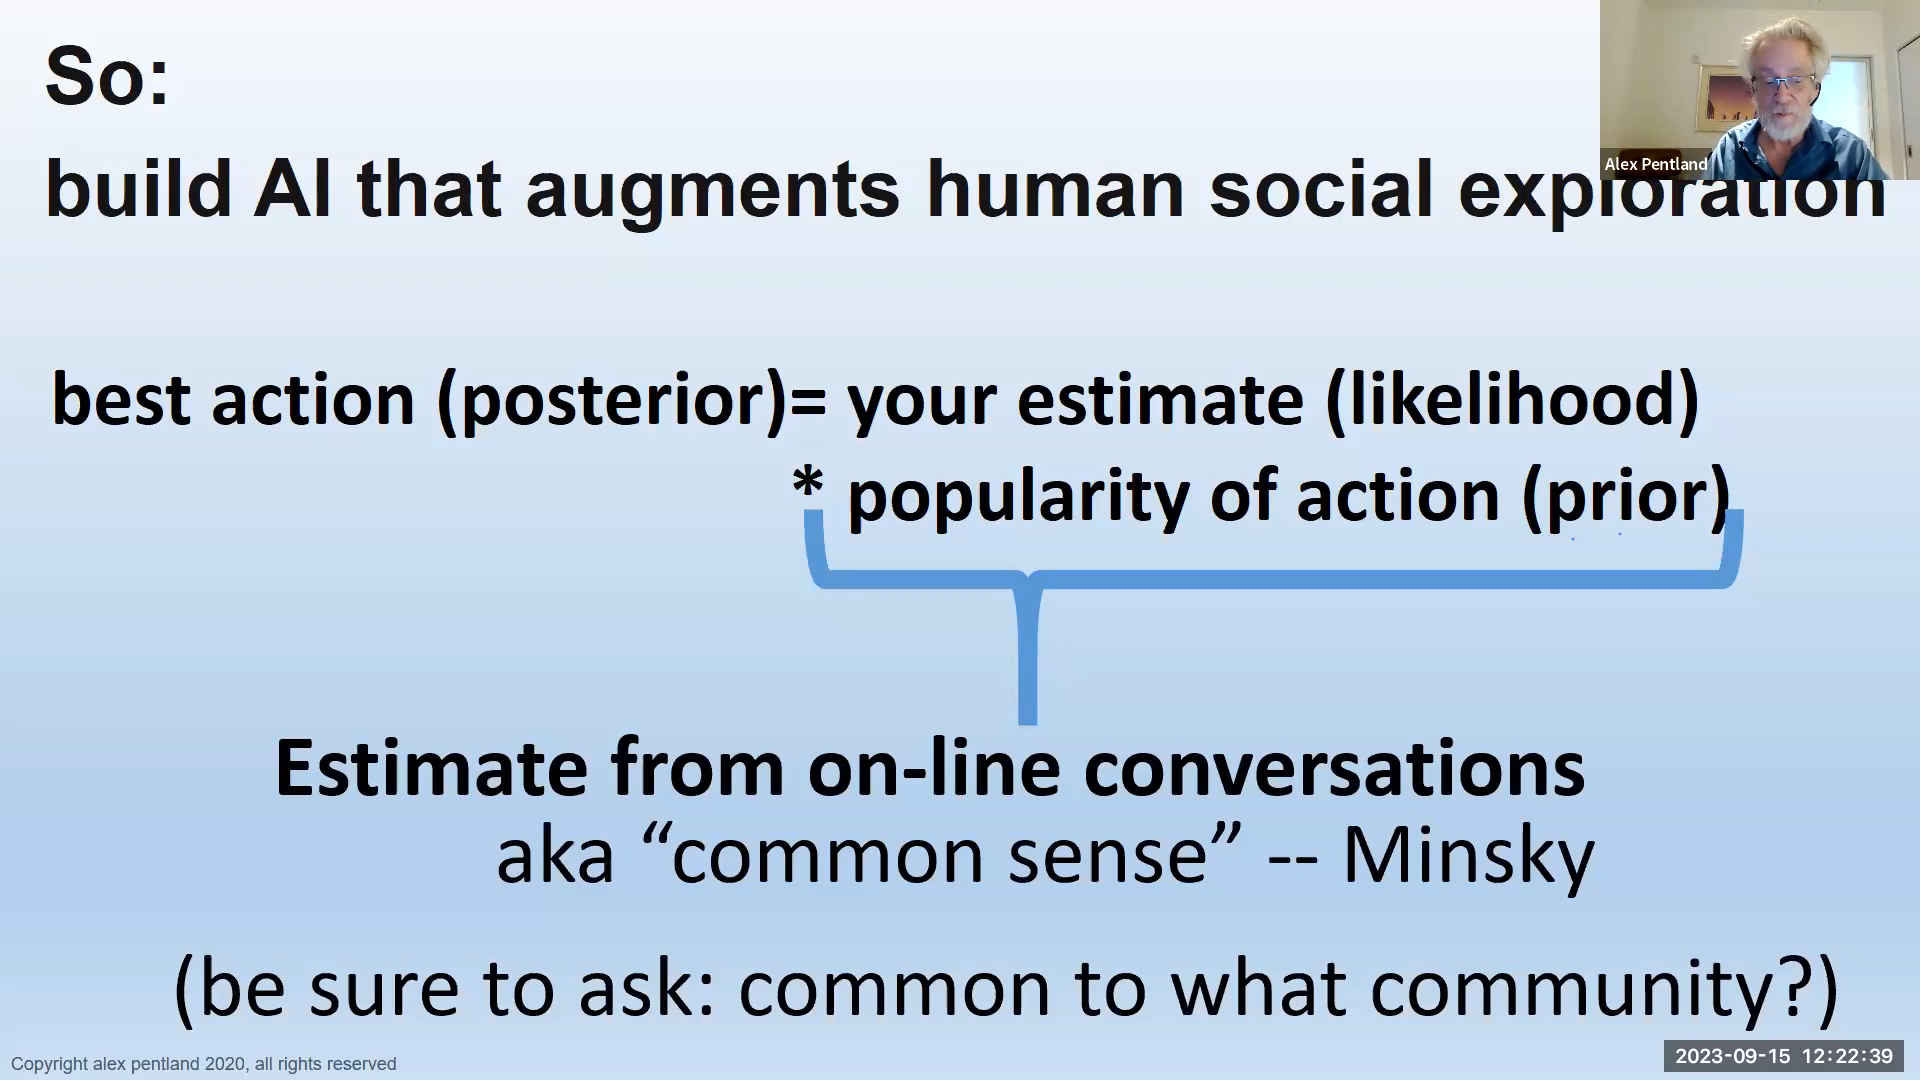 So:
build AI that augments human social exploration
Alex Pentland
best action (posterior)= your estimate (likelihood)
* popularity of action (prior)
Estimate from on-line conversations
aka “common sense” -- Minsky
(be sure to ask: common to what community?)
Copyright alex pentland 2020, all rights reserved
2023-09-15 12:22:39